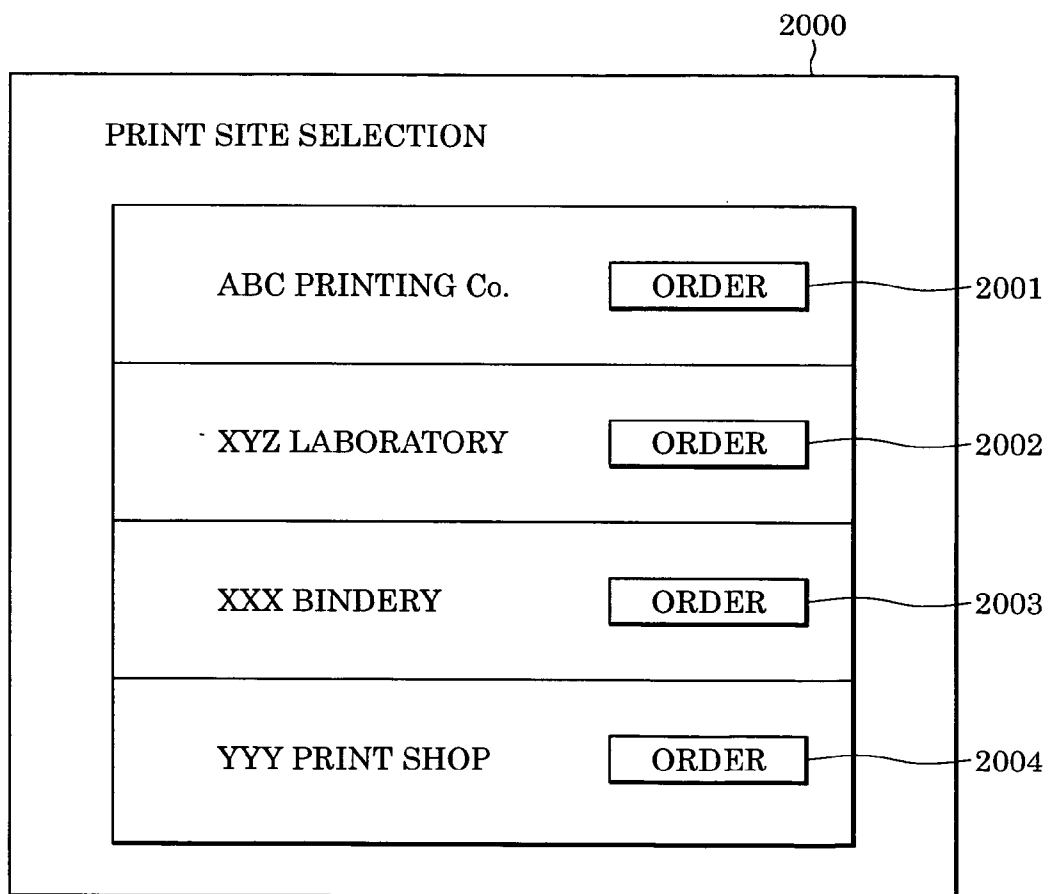 2000
PRINT SITE SELECTION
ABC PRINTING Co. ORDER 2001
XYZ LABORATORY ORDER 2002
XXX BINDERY ORDER 2003
YYY PRINT SHOP ORDER 2004